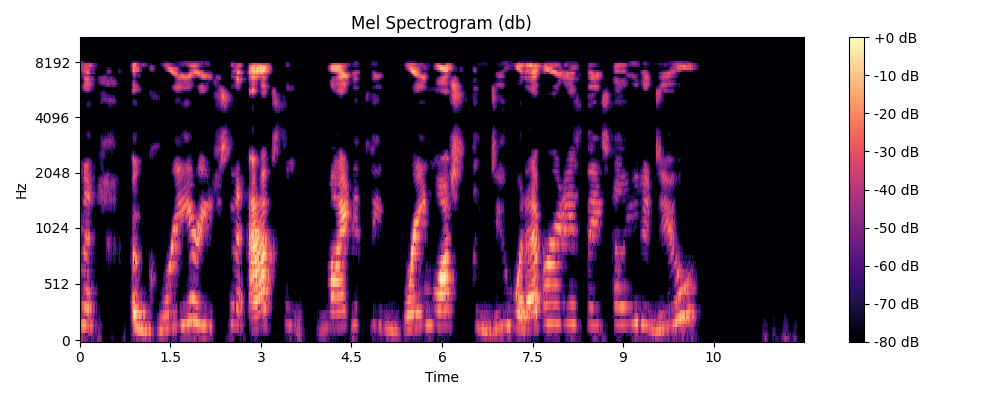 Mel Spectrogram (db)
Hz
8192
4096
2048
1024
512
0
0 1.5 3 4.5 6 7.5 9 10
Time
+0 dB
-10 dB
-20 dB
-30 dB
-40 dB
-50 dB
-60 dB
-70 dB
-80 dB